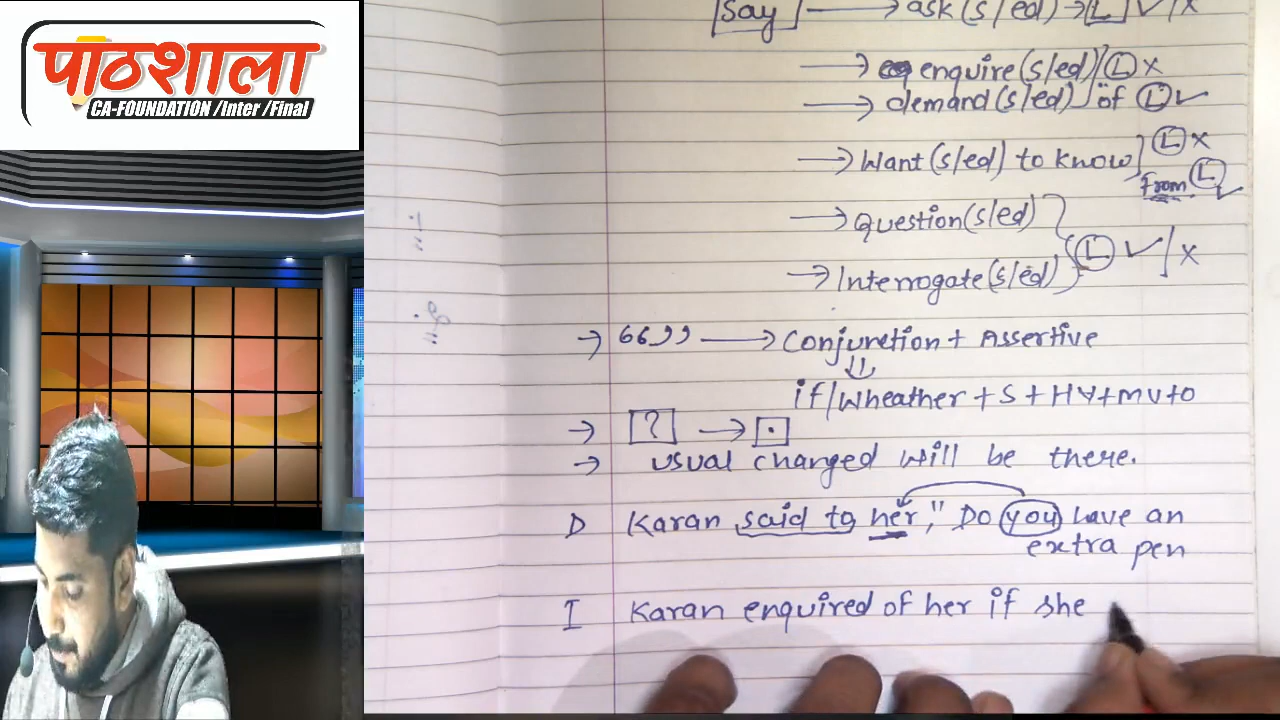 पाठशाला
CA-FOUNDATION /Inter /Final
Say → ask (s/ed) → L ✓/x
→ enquire (s/ed) / L x
→ demand (s/ed) of L ✓
→ Want (s/ed) to know L x
From L ✓
→ Question (s/ed)
L ✓ / x
→ Interrogate (s/ed)
→ 66,, → Conjunction + Assertive
⇓
if/Wheather + S + HV + mv + o
→ ? → .
→ usual changed will be there.
D Karan said to her," Do you have an
extra pen
I Karan enquired of her if she